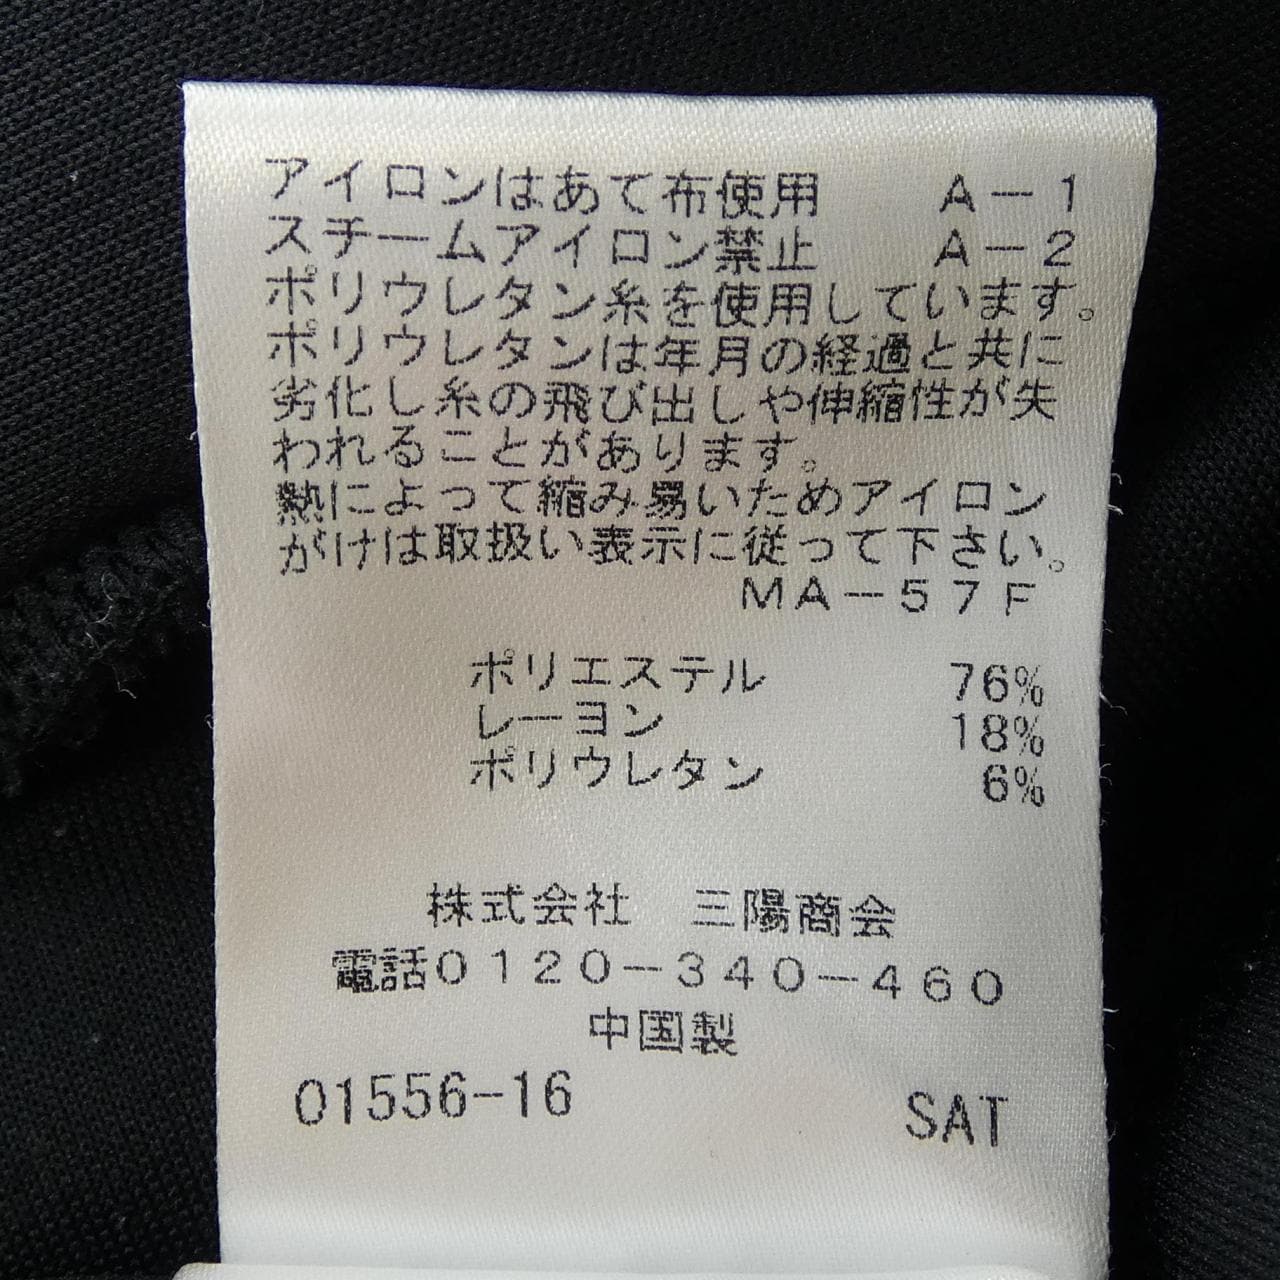 アイロンはあて布使用　　Ａ－１
スチームアイロン禁止　　Ａ－２
ポリウレタン糸を使用しています。
ポリウレタンは年月の経過と共に
劣化し糸の飛び出しや伸縮性が失
われることがあります。
熱によって縮み易いためアイロン
がけは取扱い表示に従って下さい。
ＭＡ－５７Ｆ
ポリエステル 76%
レーヨン 18%
ポリウレタン 6%
株式会社　三陽商会
電話０１２０－３４０－４６０
中国製
01556-16 SAT